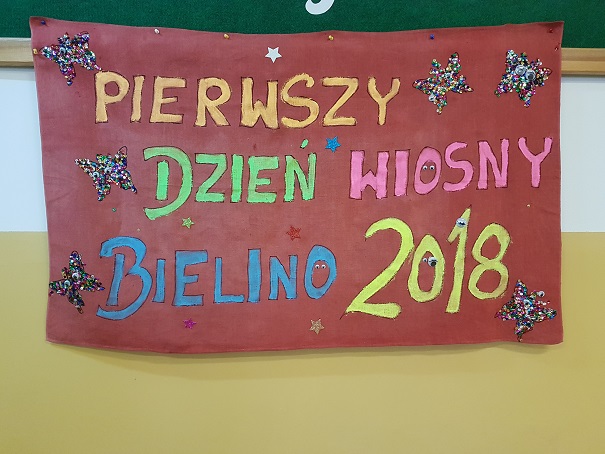 PIERWSZY
DZIEŃ WIOSNY
BIELINO 2018